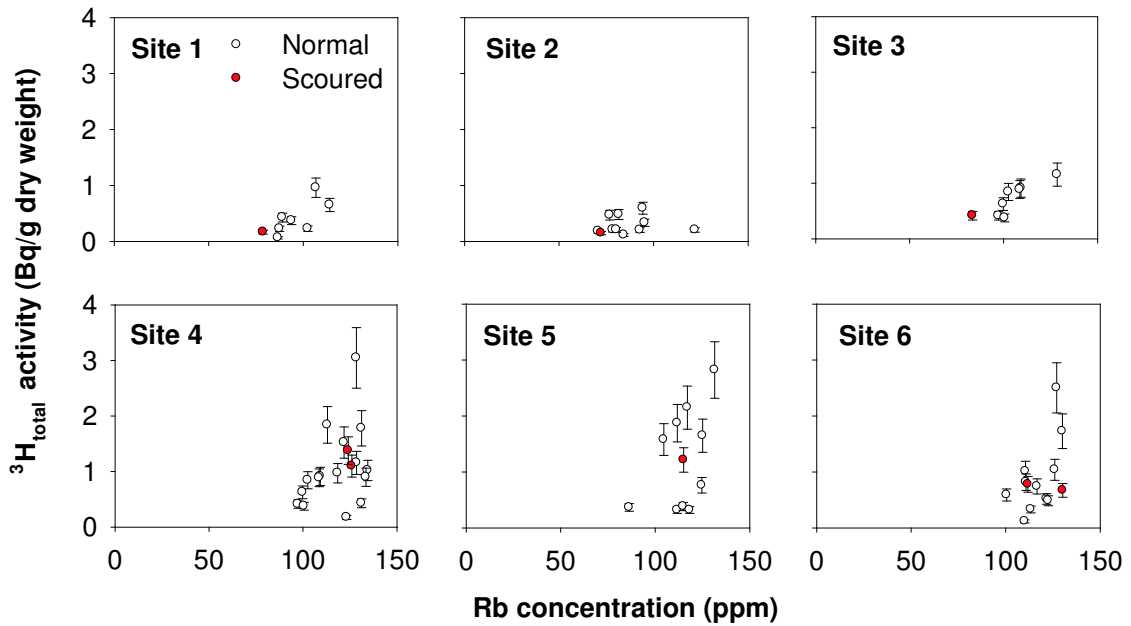 4
3
2
1
0
Site 1
Normal
Scoured
Site 2
Site 3
4
3
2
1
0
Site 4
Site 5
Site 6
0 50 100 150 0 50 100 150 0 50 100 150
³H_total activity (Bq/g dry weight)
Rb concentration (ppm)